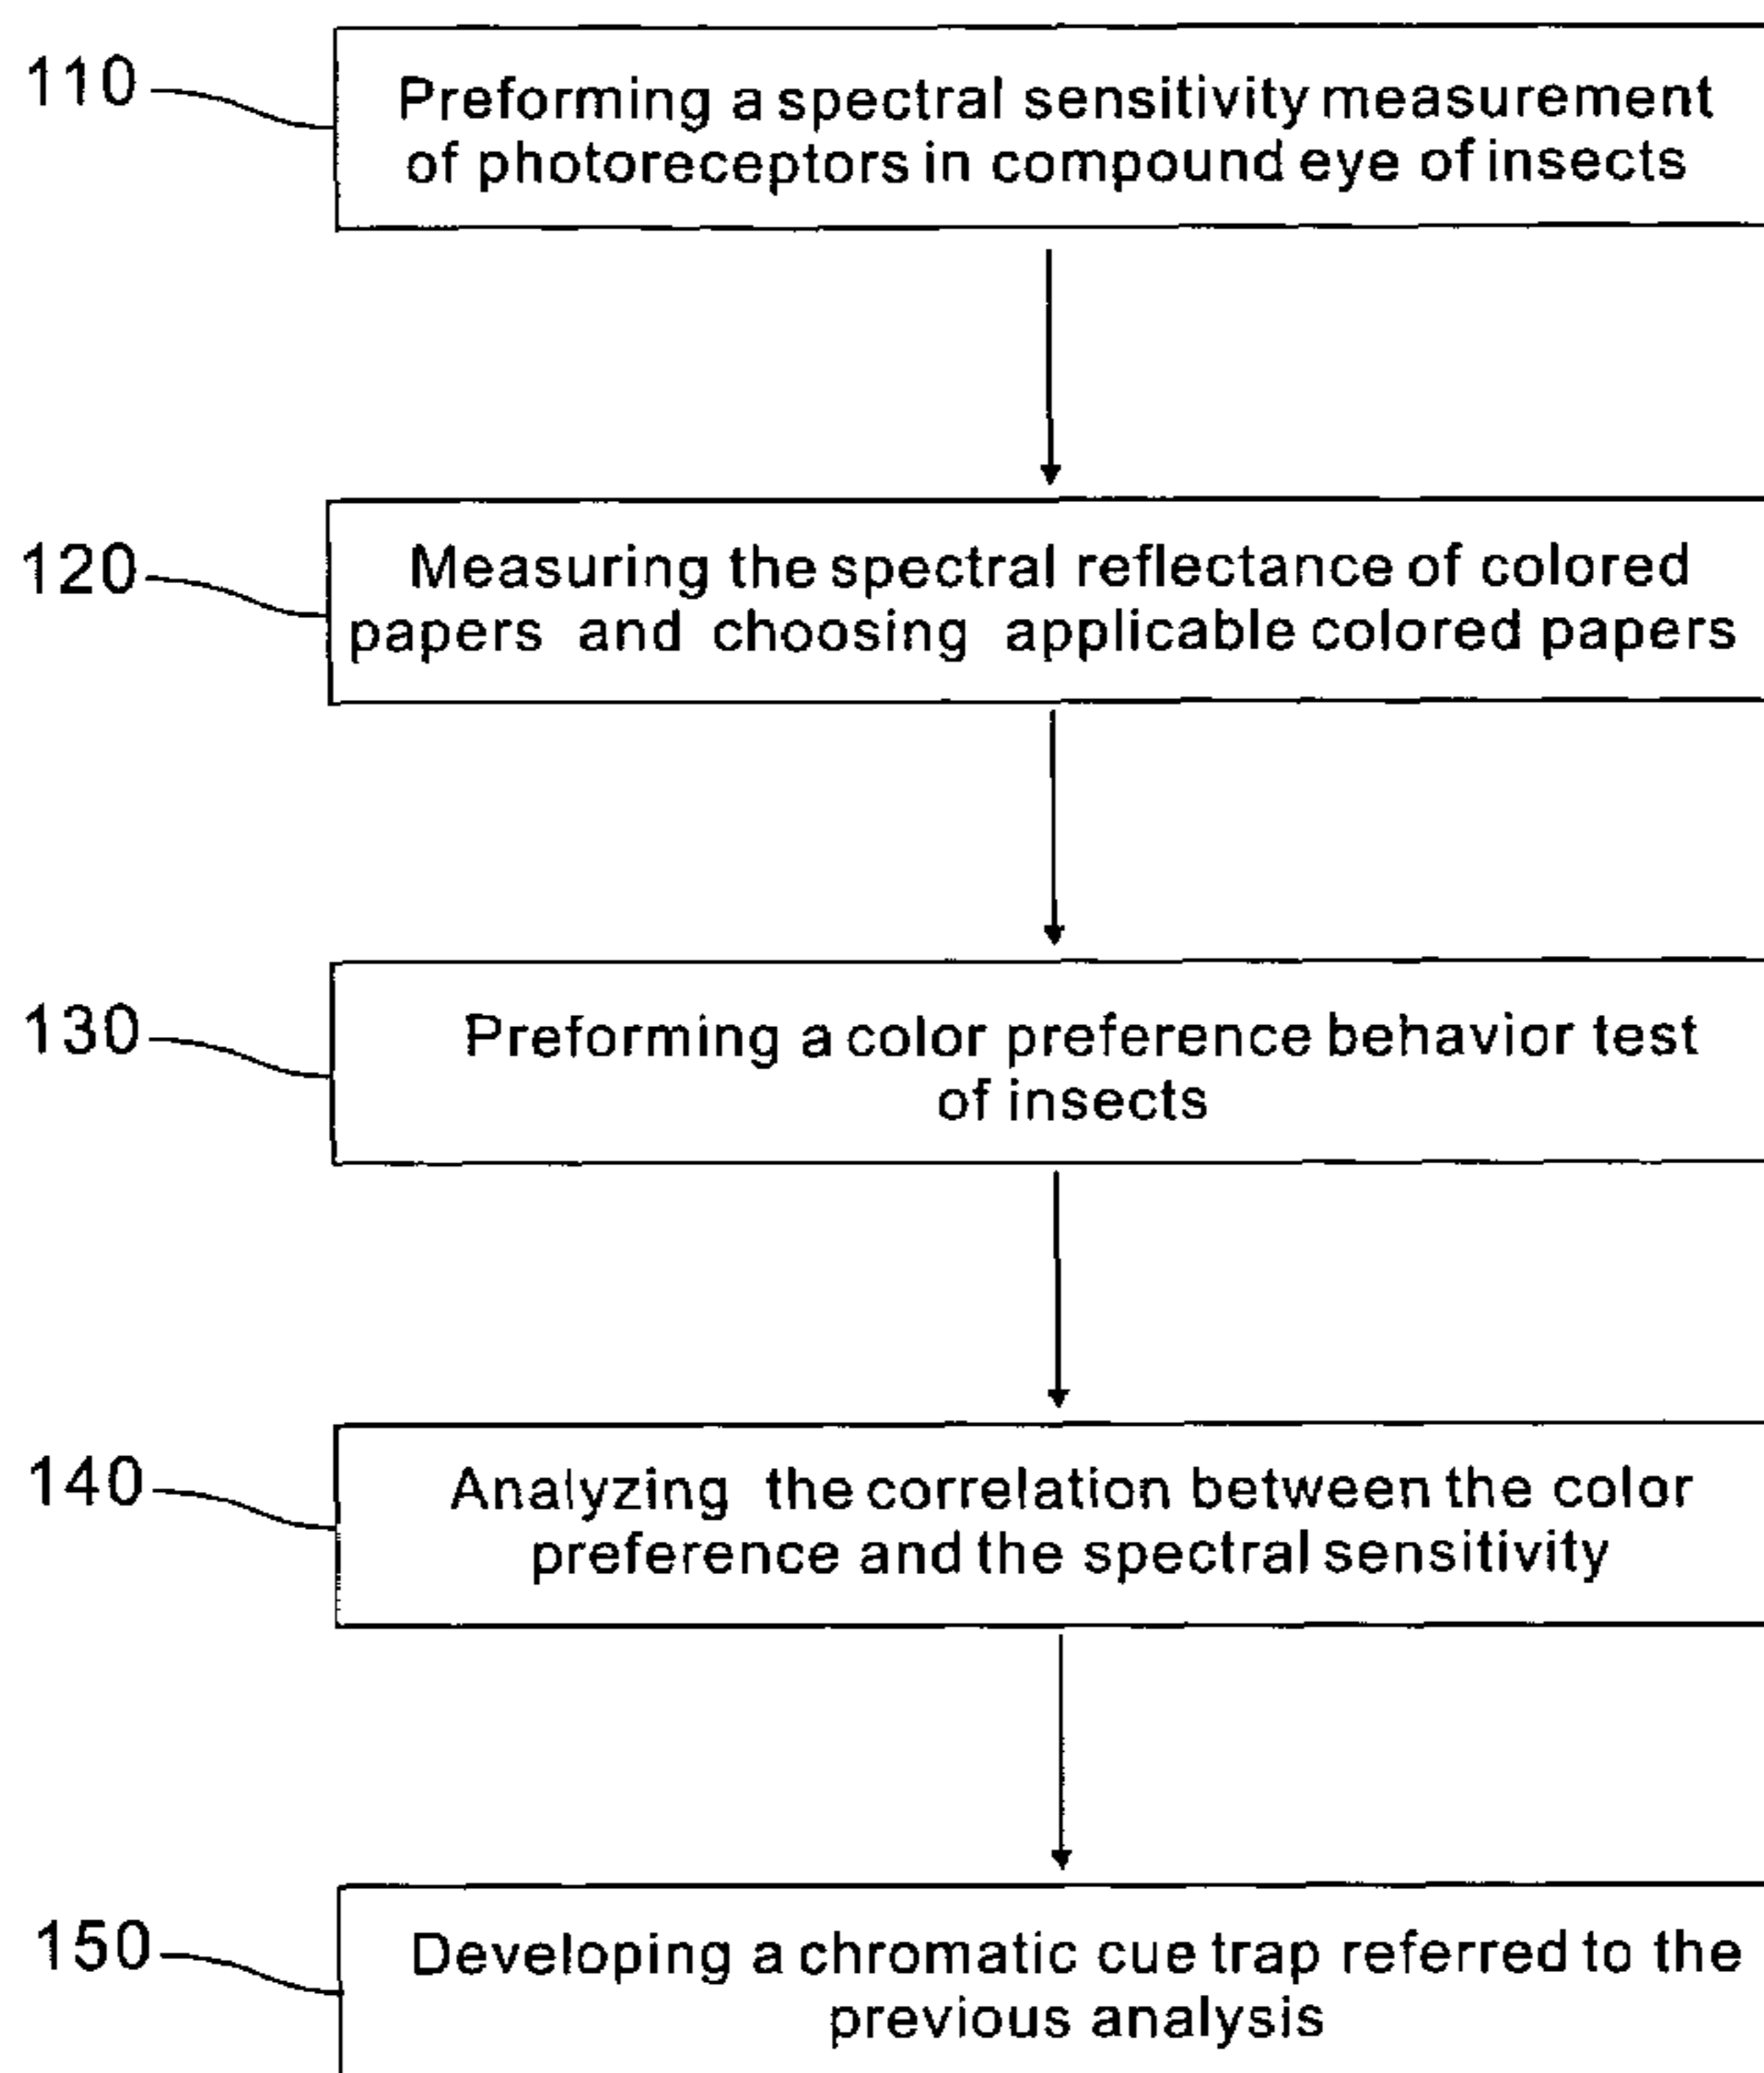 110
Preforming a spectral sensitivity measurement
of photoreceptors in compound eye of insects
120
Measuring the spectral reflectance of colored
papers and choosing applicable colored papers
130
Preforming a color preference behavior test
of insects
140
Analyzing the correlation between the color
preference and the spectral sensitivity
150
Developing a chromatic cue trap referred to the
previous analysis